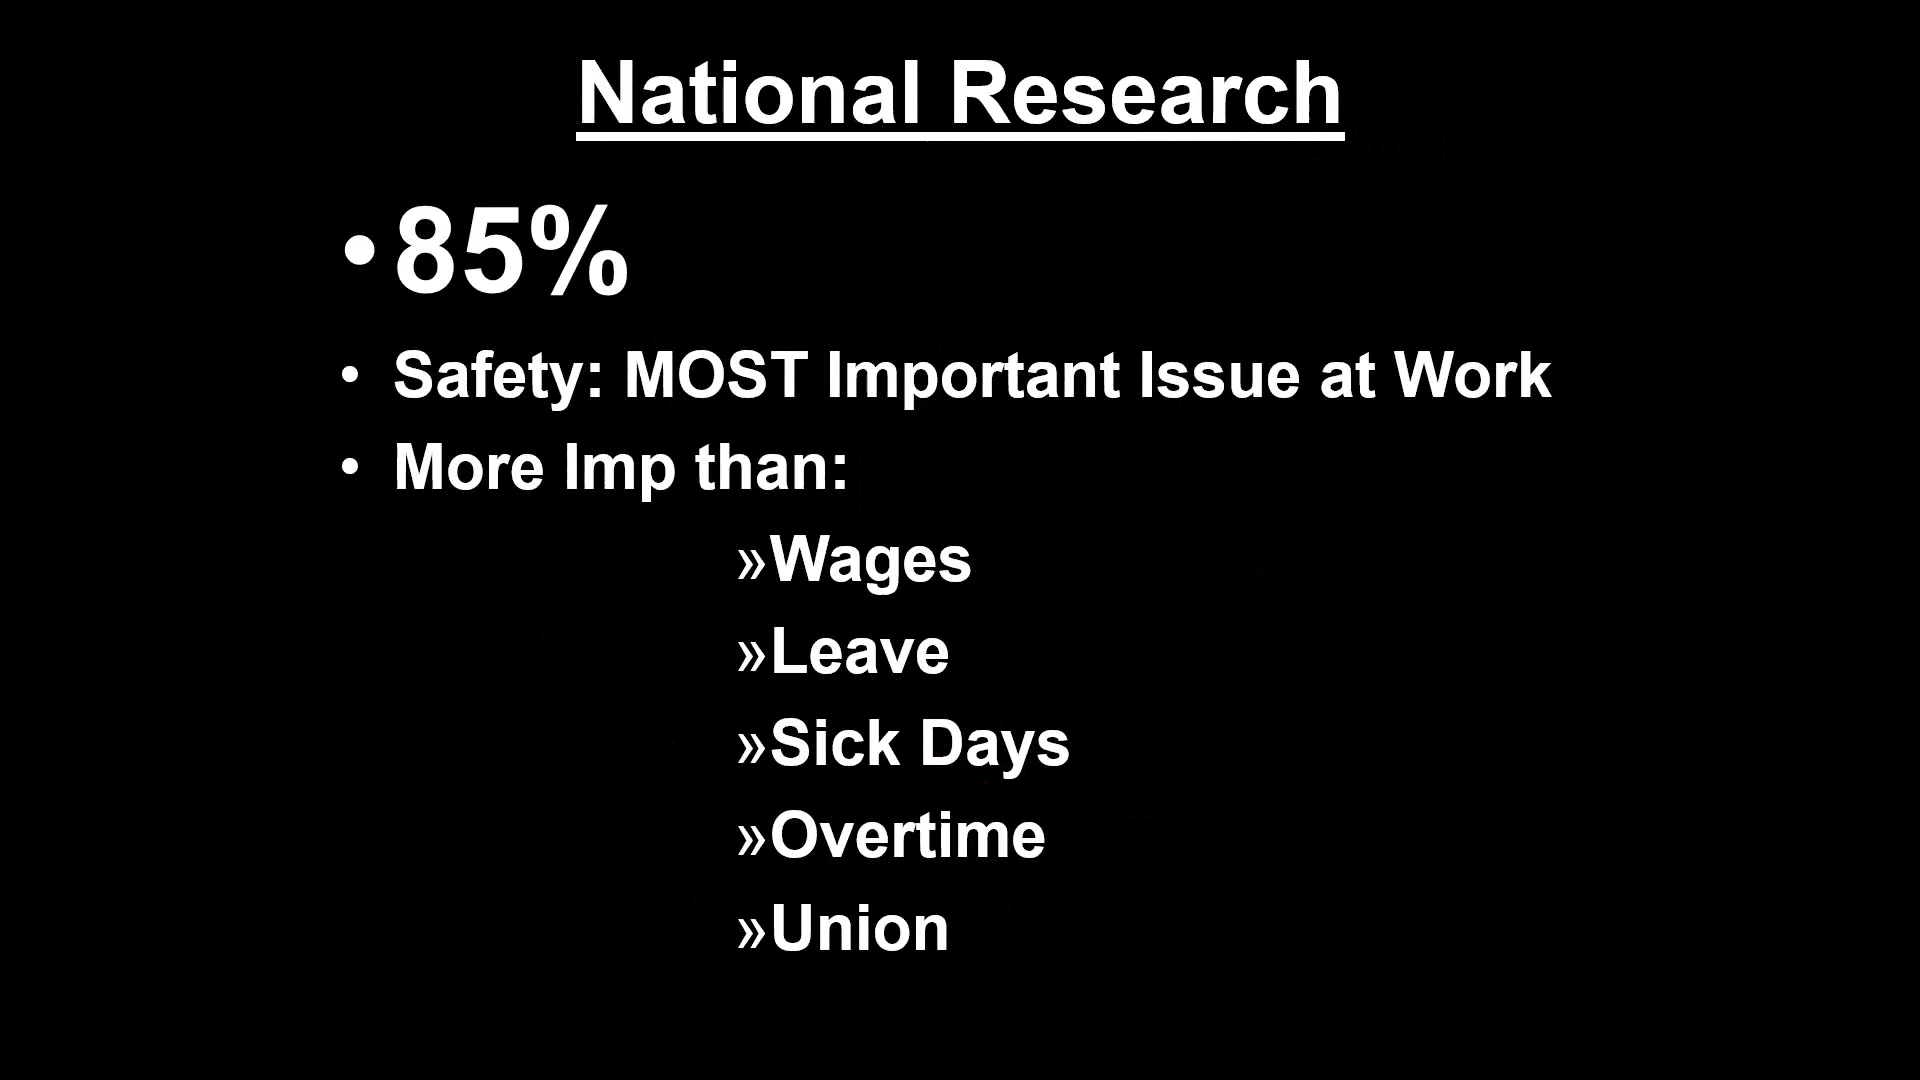 National Research
• 85%
• Safety: MOST Important Issue at Work
• More Imp than:
»Wages
»Leave
»Sick Days
»Overtime
»Union